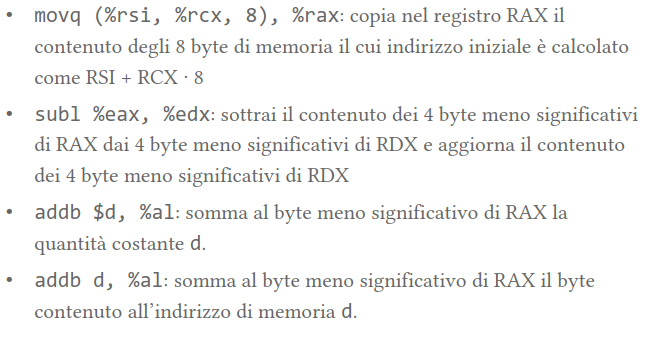 • movq (%rsi, %rcx, 8), %rax: copia nel registro RAX il
contenuto degli 8 byte di memoria il cui indirizzo iniziale è calcolato
come RSI + RCX · 8
• subl %eax, %edx: sottrai il contenuto dei 4 byte meno significativi
di RAX dai 4 byte meno significativi di RDX e aggiorna il contenuto
dei 4 byte meno significativi di RDX
• addb $d, %al: somma al byte meno significativo di RAX la
quantità costante d.
• addb d, %al: somma al byte meno significativo di RAX il byte
contenuto all’indirizzo di memoria d.